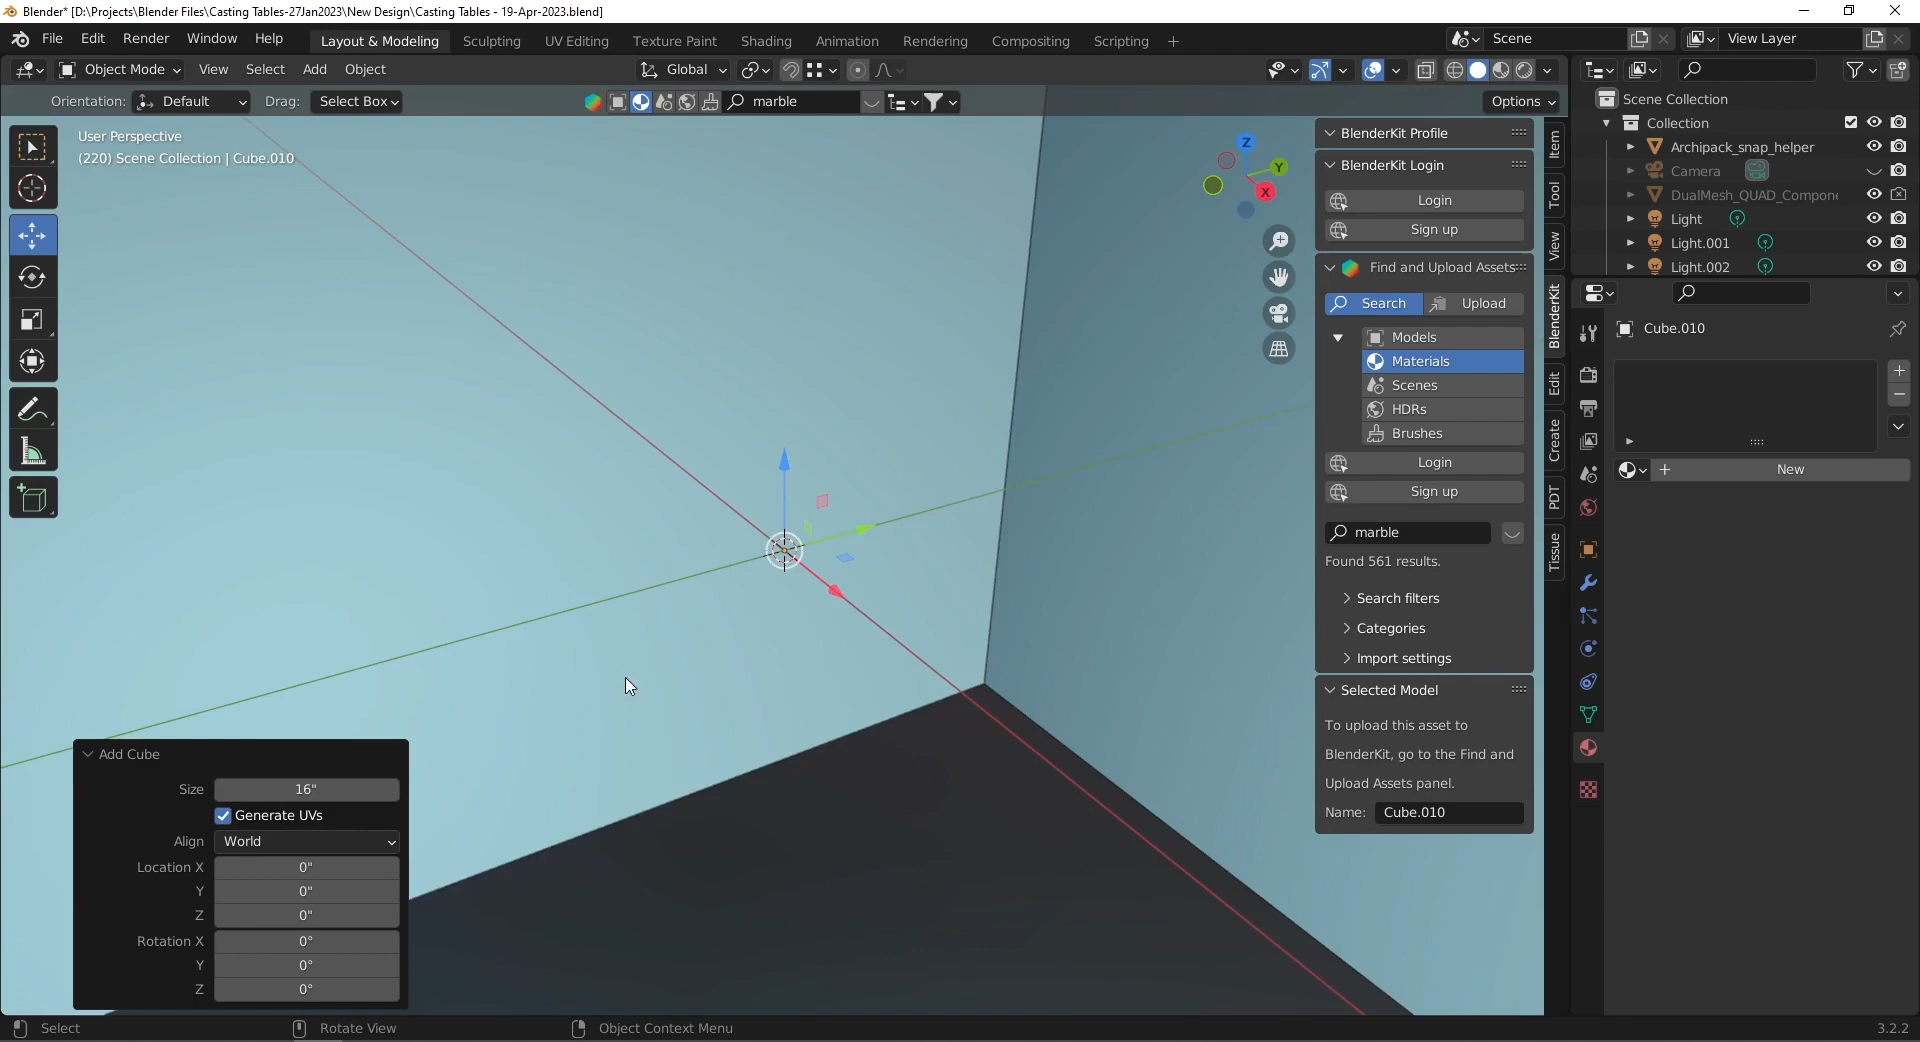 Blender* [D:\Projects\Blender Files\Casting Tables-27Jan2023\New Design\Casting Tables - 19-Apr-2023.blend]
File Edit Render Window Help Layout & Modeling Sculpting UV Editing Texture Paint Shading Animation Rendering Compositing Scripting + Scene View Layer
Object Mode View Select Add Object Global
Orientation: Default Drag: Select Box marble Options
User Perspective
(220) Scene Collection | Cube.010
Z
Y
X
BlenderKit Profile
BlenderKit Login
Login
Sign up
Find and Upload Assets
Search Upload
Models
Materials
Scenes
HDRs
Brushes
Login
Sign up
marble
Found 561 results.
Search filters
Categories
Import settings
Selected Model
To upload this asset to
BlenderKit, go to the Find and
Upload Assets panel.
Name: Cube.010
Item
Tool
View
BlenderKit
Edit
Create
PDT
Tissue
Scene Collection
Collection
Archipack_snap_helper
Camera
DualMesh_QUAD_Compone
Light
Light.001
Light.002
Cube.010
+ New
Add Cube
Size 16"
Generate UVs
Align World
Location X 0"
Y 0"
Z 0"
Rotation X 0°
Y 0°
Z 0°
Select Rotate View Object Context Menu 3.2.2